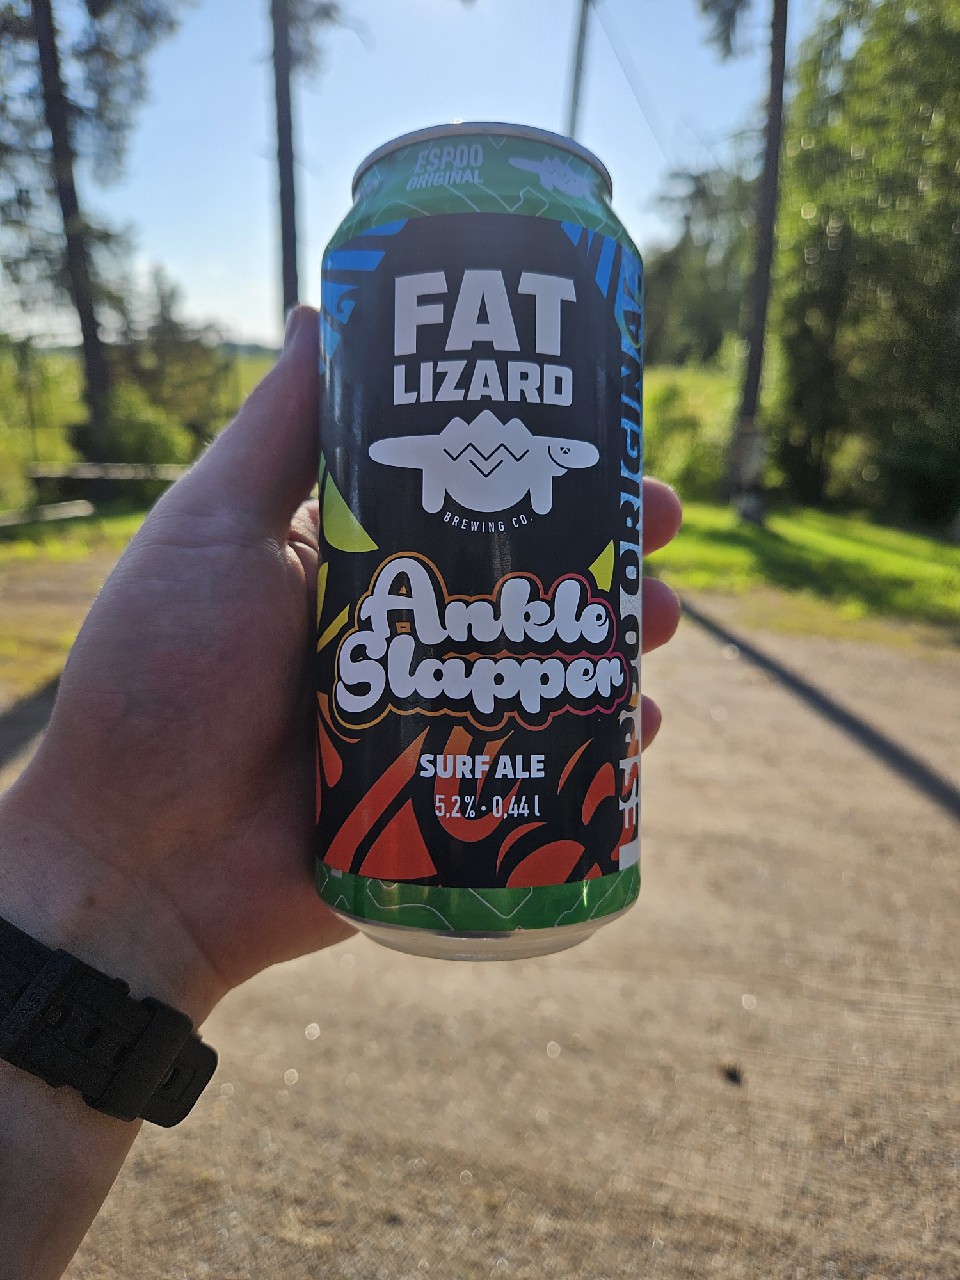 ESPOO
ORIGINAL
FAT
LIZARD
BREWING CO.
Ankle
Slapper
SURF ALE
5,2% · 0,44 l
ESPOO ORIGINAL